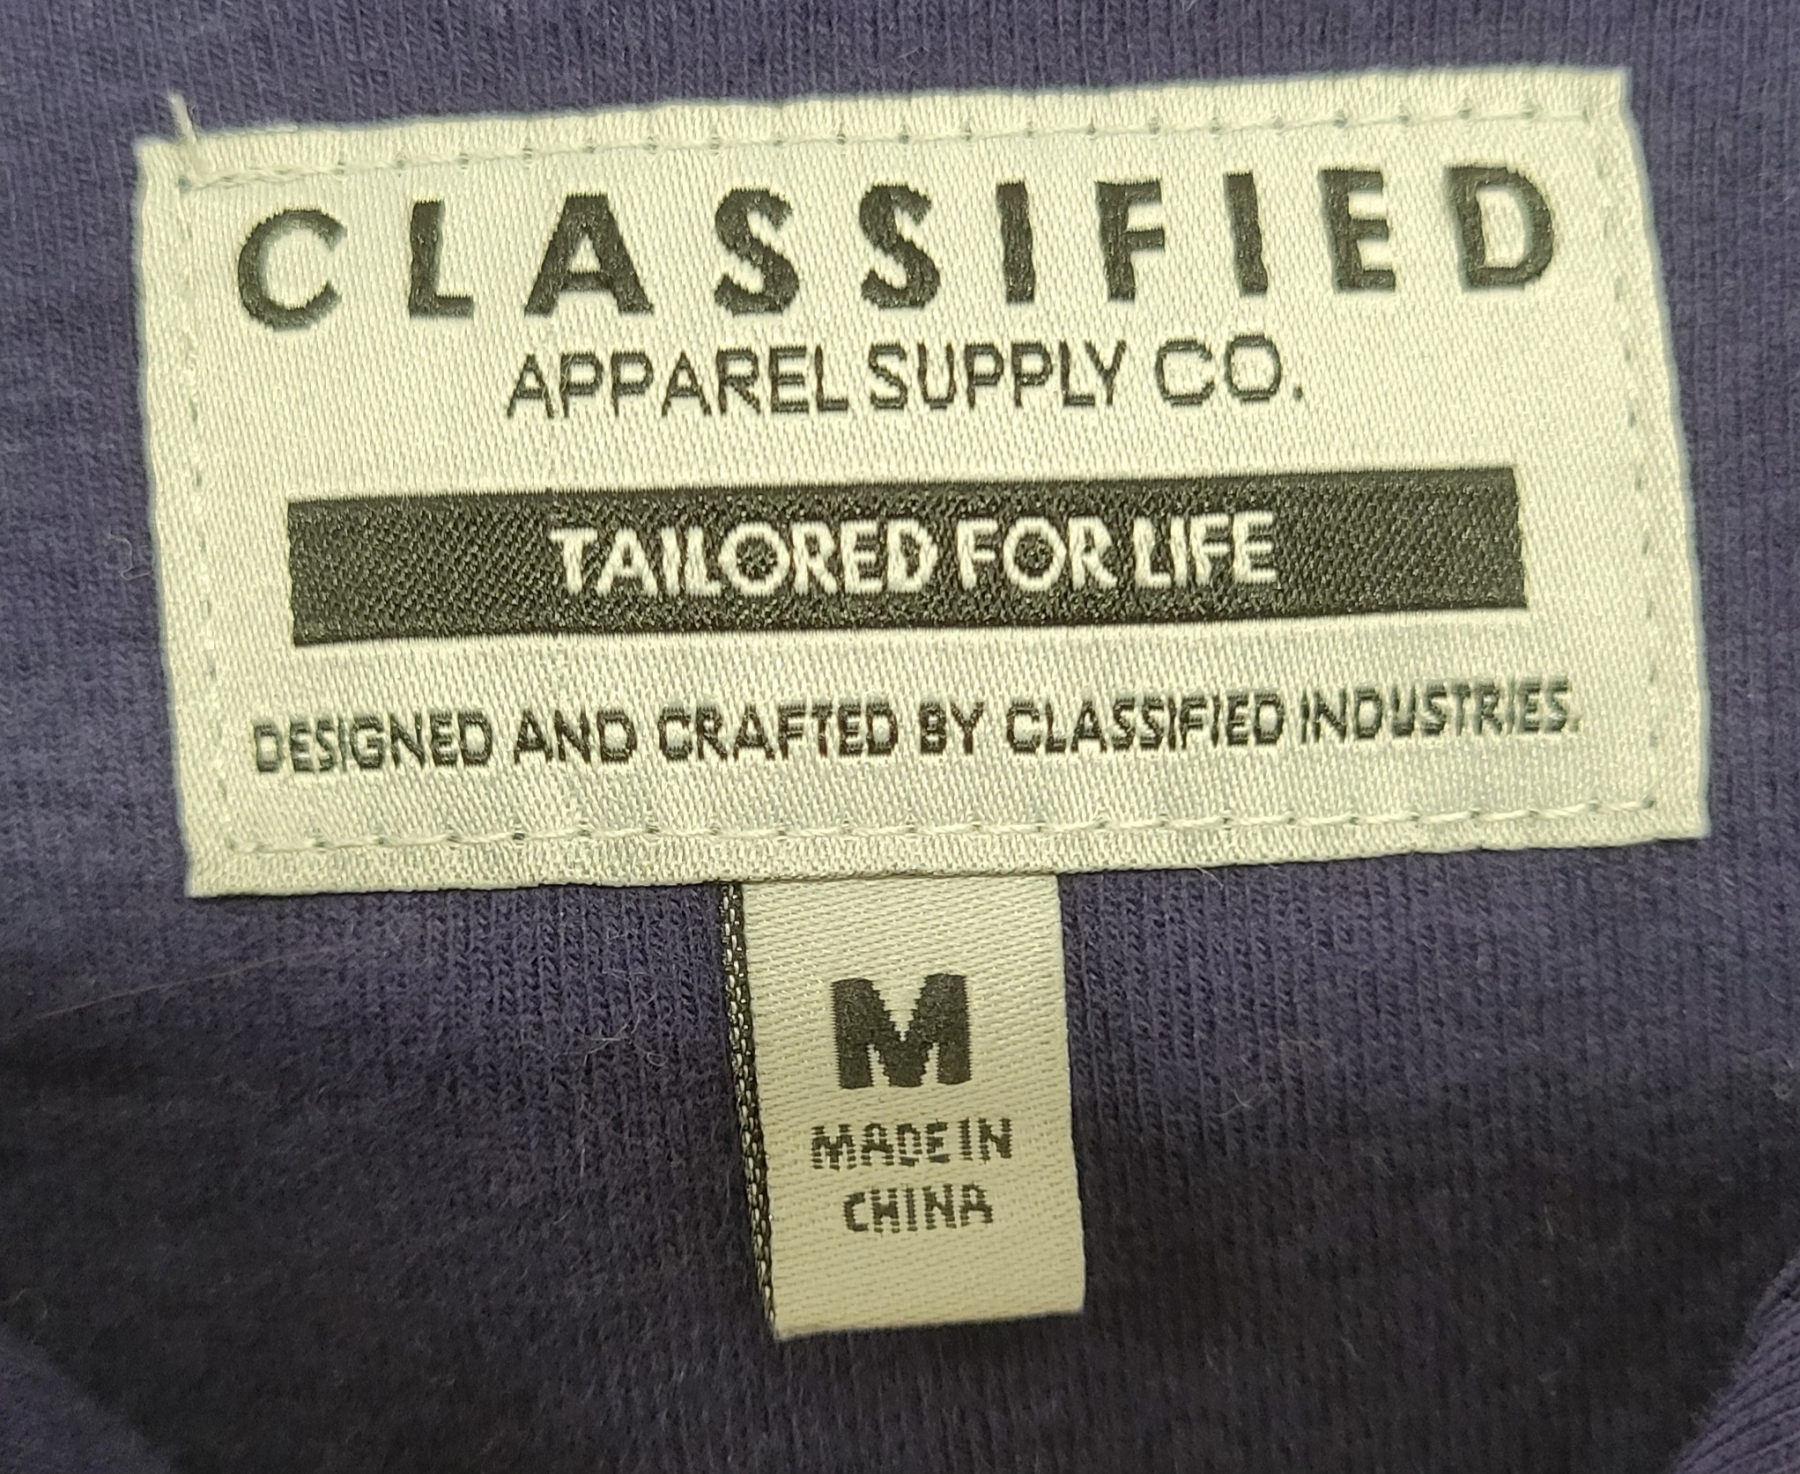 CLASSIFIED
APPAREL SUPPLY CO.
TAILORED FOR LIFE
DESIGNED AND CRAFTED BY CLASSIFIED INDUSTRIES.
M
MADE IN
CHINA